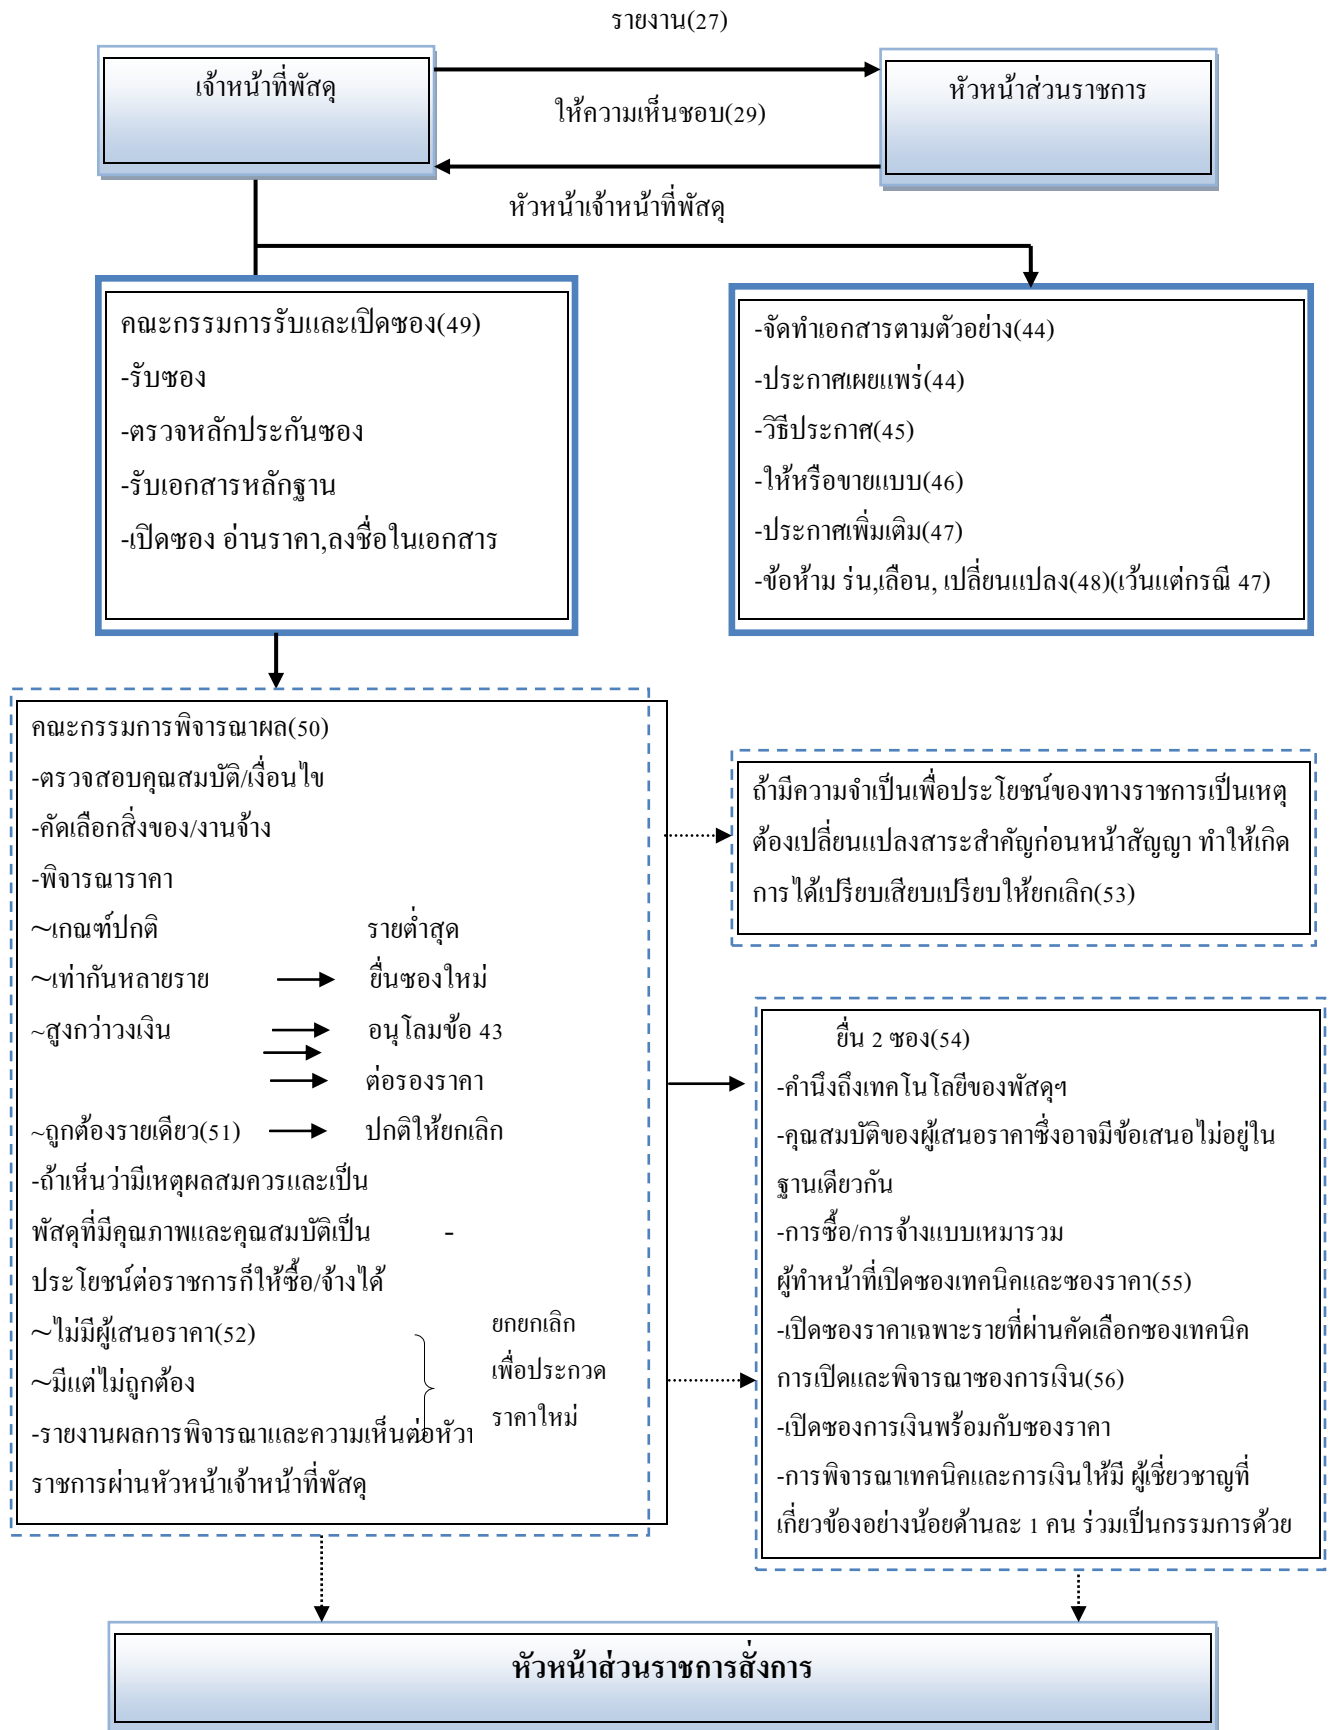 รายงาน(27)
เจ้าหน้าที่พัสดุ
หัวหน้าส่วนราชการ
ให้ความเห็นชอบ(29)
หัวหน้าเจ้าหน้าที่พัสดุ
คณะกรรมการรับและเปิดซอง(49)
-รับซอง
-ตรวจหลักประกันซอง
-รับเอกสารหลักฐาน
-เปิดซอง อ่านราคา,ลงชื่อในเอกสาร
-จัดทำเอกสารตามตัวอย่าง(44)
-ประกาศเผยแพร่(44)
-วิธีประกาศ(45)
-ให้หรือขายแบบ(46)
-ประกาศเพิ่มเติม(47)
-ข้อห้าม ร่น,เลือน, เปลี่ยนแปลง(48)(เว้นแต่กรณี 47)
คณะกรรมการพิจารณาผล(50)
-ตรวจสอบคุณสมบัติ/เงื่อนไข
-คัดเลือกสิ่งของ/งานจ้าง
-พิจารณาราคา
~เกณฑ์ปกติ รายต่ำสุด
~เท่ากันหลายราย ยื่นซองใหม่
~สูงกว่าวงเงิน อนุโลมข้อ 43
ต่อรองราคา
~ถูกต้องรายเดียว(51) ปกติให้ยกเลิก
-ถ้าเห็นว่ามีเหตุผลสมควรและเป็น
พัสดุที่มีคุณภาพและคุณสมบัติเป็น -
ประโยชน์ต่อราชการก็ให้ซื้อ/จ้างได้
~ไม่มีผู้เสนอราคา(52)
~มีแต่ไม่ถูกต้อง
ยกยกเลิก
เพื่อประกวด
ราคาใหม่
-รายงานผลการพิจารณาและความเห็นต่อหัว
ราชการผ่านหัวหน้าเจ้าหน้าที่พัสดุ
ถ้ามีความจำเป็นเพื่อประโยชน์ของทางราชการเป็นเหตุ
ต้องเปลี่ยนแปลงสาระสำคัญก่อนหน้าสัญญา ทำให้เกิด
การได้เปรียบเสียบเปรียบให้ยกเลิก(53)
ยื่น 2 ซอง(54)
-คำนึงถึงเทคโนโลยีของพัสดุฯ
-คุณสมบัติของผู้เสนอราคาซึ่งอาจมีข้อเสนอไม่อยู่ใน
ฐานเดียวกัน
-การซื้อ/การจ้างแบบเหมารวม
ผู้ทำหน้าที่เปิดซองเทคนิคและซองราคา(55)
-เปิดซองราคาเฉพาะรายที่ผ่านคัดเลือกซองเทคนิค
การเปิดและพิจารณาซองการเงิน(56)
-เปิดซองการเงินพร้อมกับซองราคา
-การพิจารณาเทคนิคและการเงินให้มี ผู้เชี่ยวชาญที่
เกี่ยวข้องอย่างน้อยด้านละ 1 คน ร่วมเป็นกรรมการด้วย
หัวหน้าส่วนราชการสั่งการ